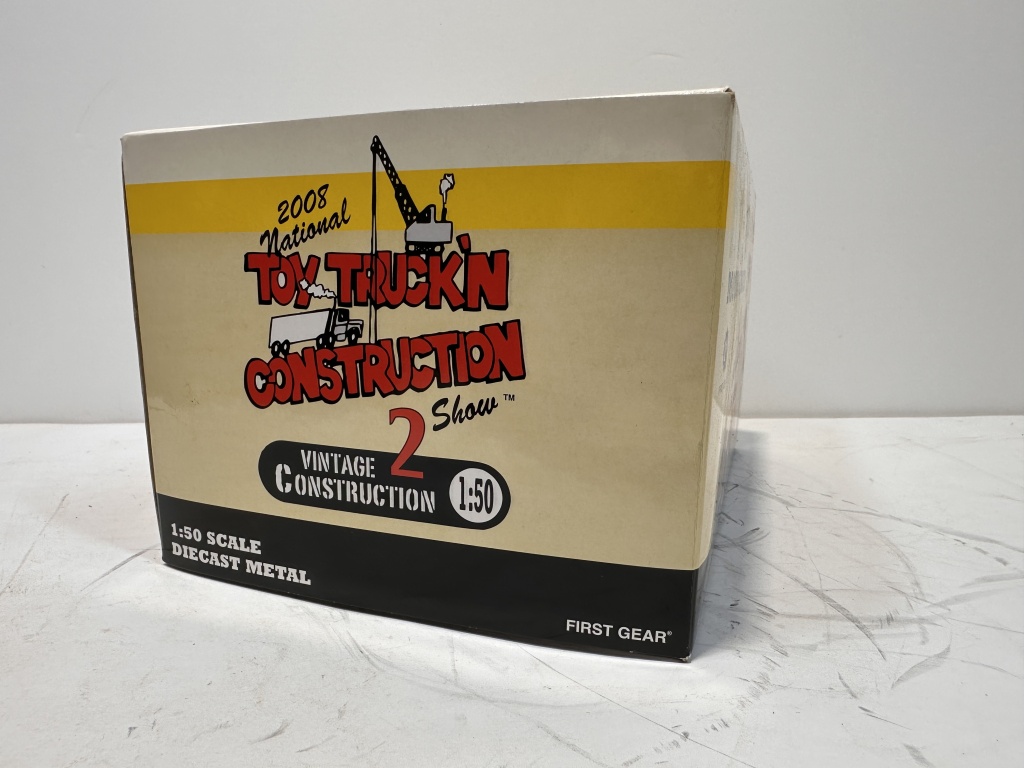 2008
National
TOY TRUCK'N
CONSTRUCTION
Show™
2
VINTAGE
CONSTRUCTION
1:50
1:50 SCALE
DIECAST METAL
FIRST GEAR®